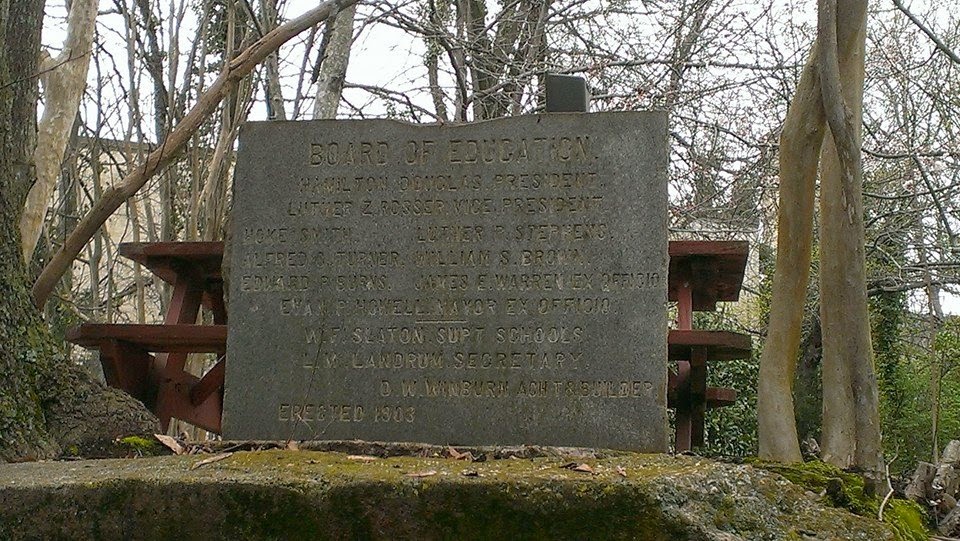 BOARD OF EDUCATION.
HAMILTON DOUGLAS. PRESIDENT.
LUTHER Z. ROSSER. VICE. PRESIDENT.
HOKE SMITH. LUTHER P. STEPHENS.
ALFRED C. TURNER. WILLIAM S. BROWN.
EDWARD P. BURNS. JAMES E. WARREN EX OFFICIO
EVAN. P. HOWELL. MAYOR EX OFFICIO.
W. F. SLATON. SUPT SCHOOLS.
L. M. LANDRUM. SECRETARY.
O. W. WINBURN ACHT & BUILDER.
ERECTED 1903